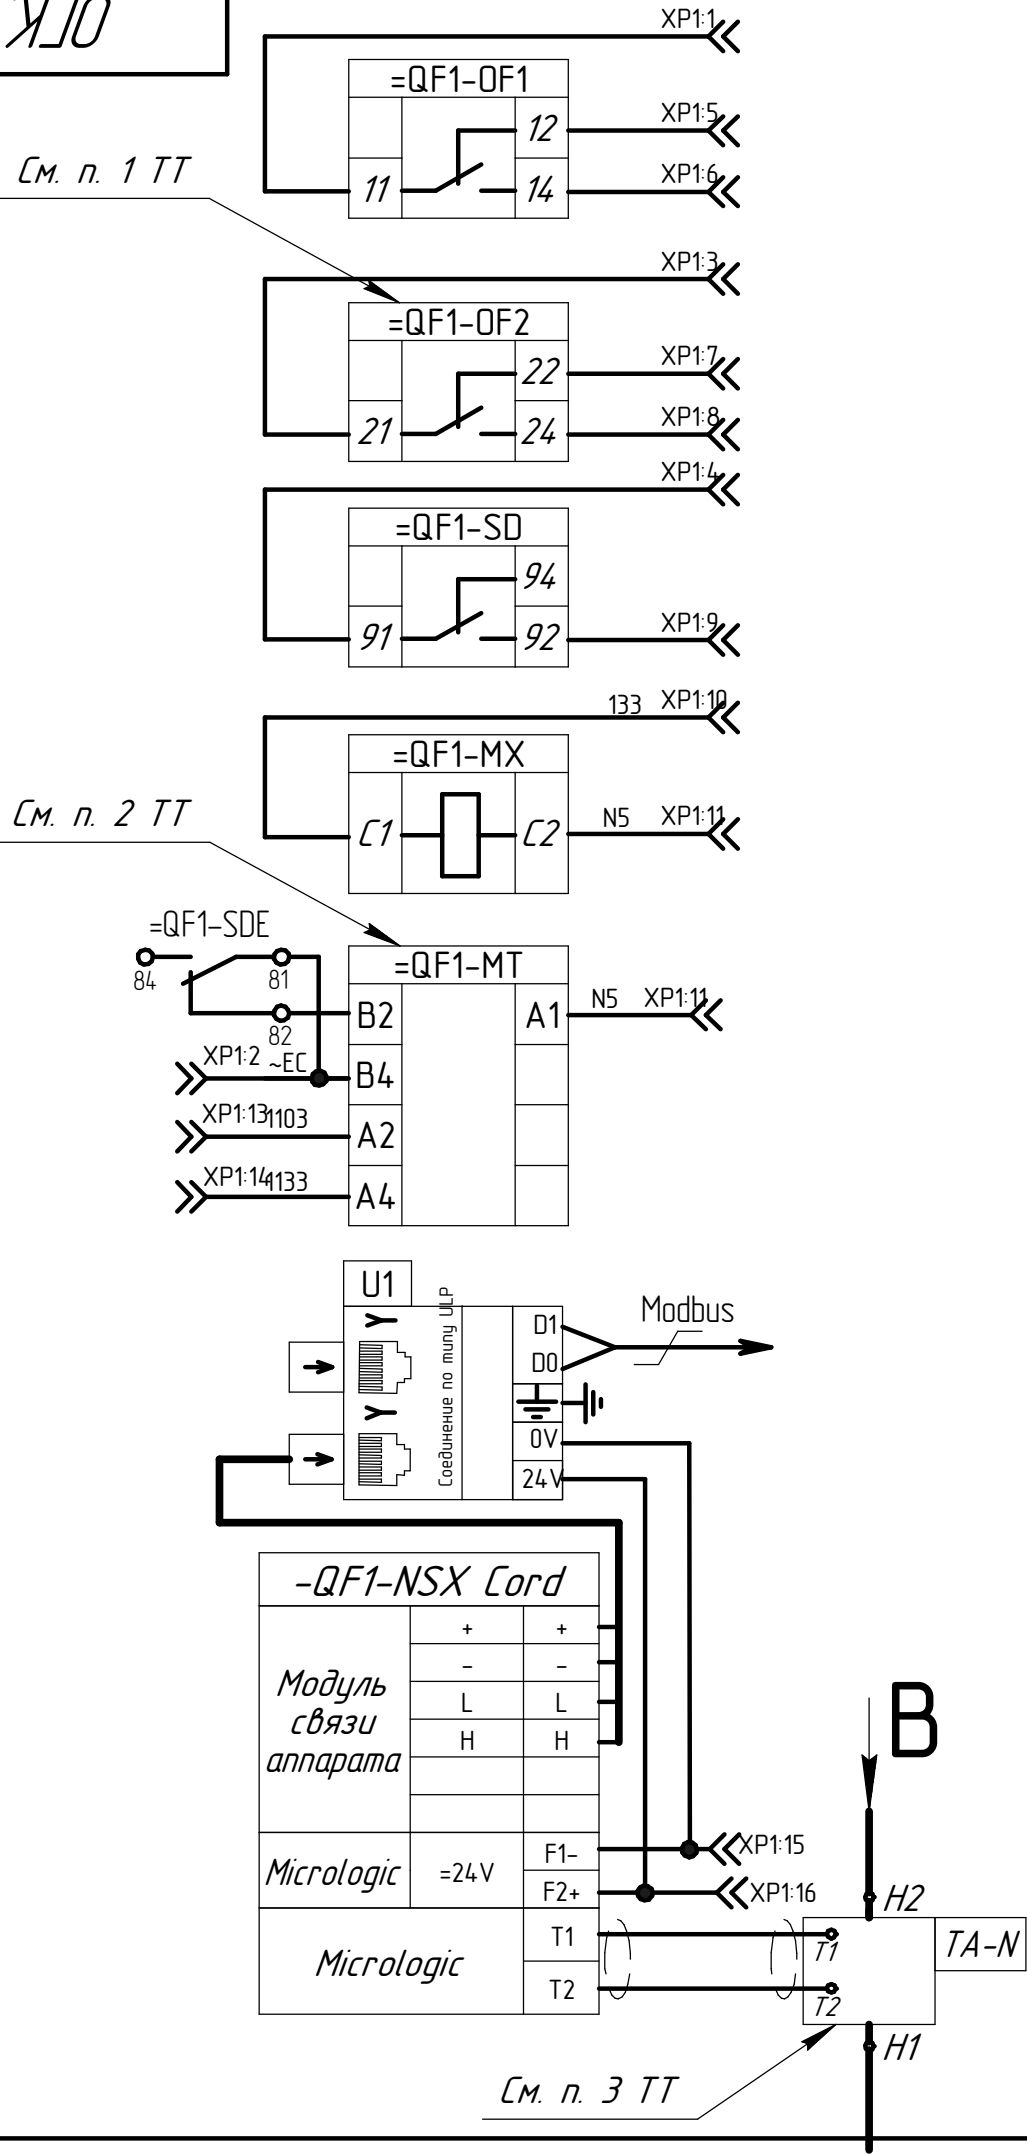 ОГК
XP1:1
=QF1-OF1
12
XP1:5
См. п. 1 ТТ
11
14
XP1:6
XP1:3
=QF1-OF2
22
XP1:7
21
24
XP1:8
XP1:4
=QF1-SD
94
91
92
XP1:9
133 XP1:10
=QF1-MX
См. п. 2 ТТ
C1
C2
N5 XP1:11
=QF1-SDE
84
81
82
=QF1-MT
B2
A1
N5 XP1:11
XP1:2 ~EC
B4
XP1:13 1103
A2
XP1:14 1133
A4
U1
Соединение по типу ULP
D1
D0
Modbus
0V
24V
-QF1-NSX Cord
Модуль
связи
аппарата
+ +
- -
L L
H H
Micrologic
=24V
F1-
XP1:15
F2+
XP1:16
B
H2
Micrologic
T1
T2
T1
T2
TA-N
H1
См. п. 3 ТТ